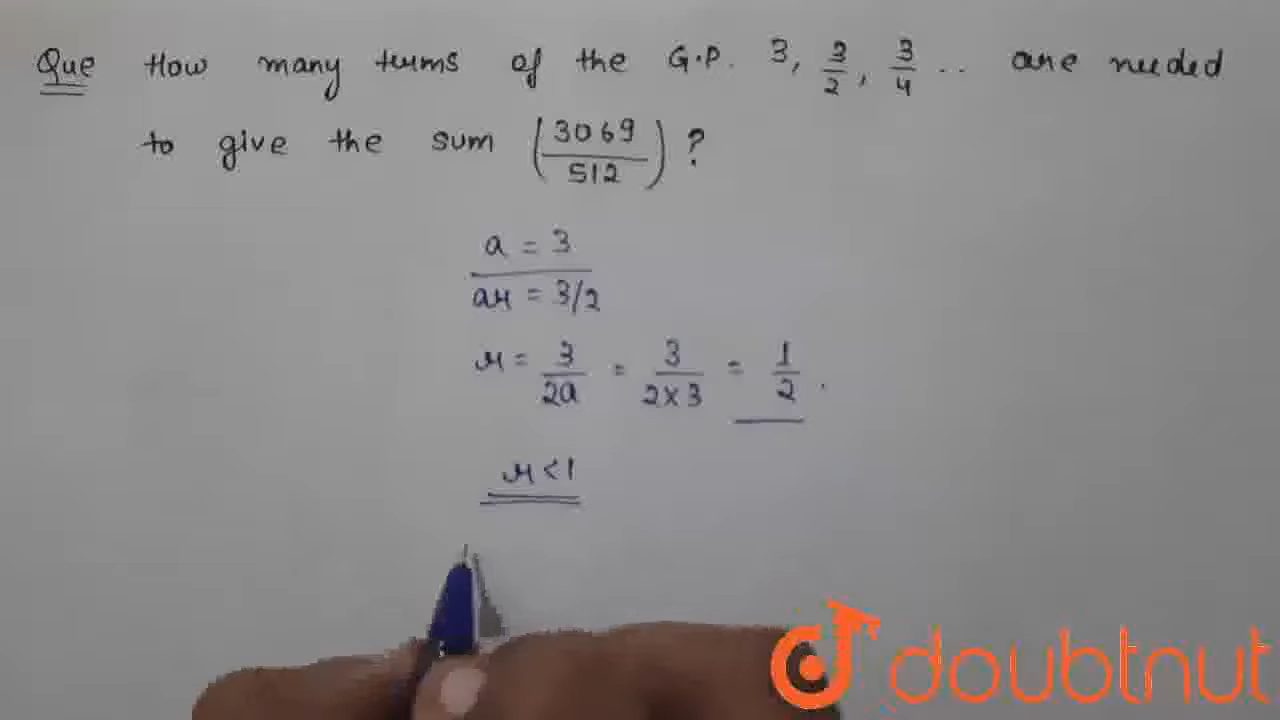 Que How many terms of the G.P. 3, 3/2, 3/4 .. are needed
to give the sum (3069/512) ?
a = 3
ar = 3/2
r = 3/2a = 3/2×3 = 1/2 .
r < 1
doubtnut